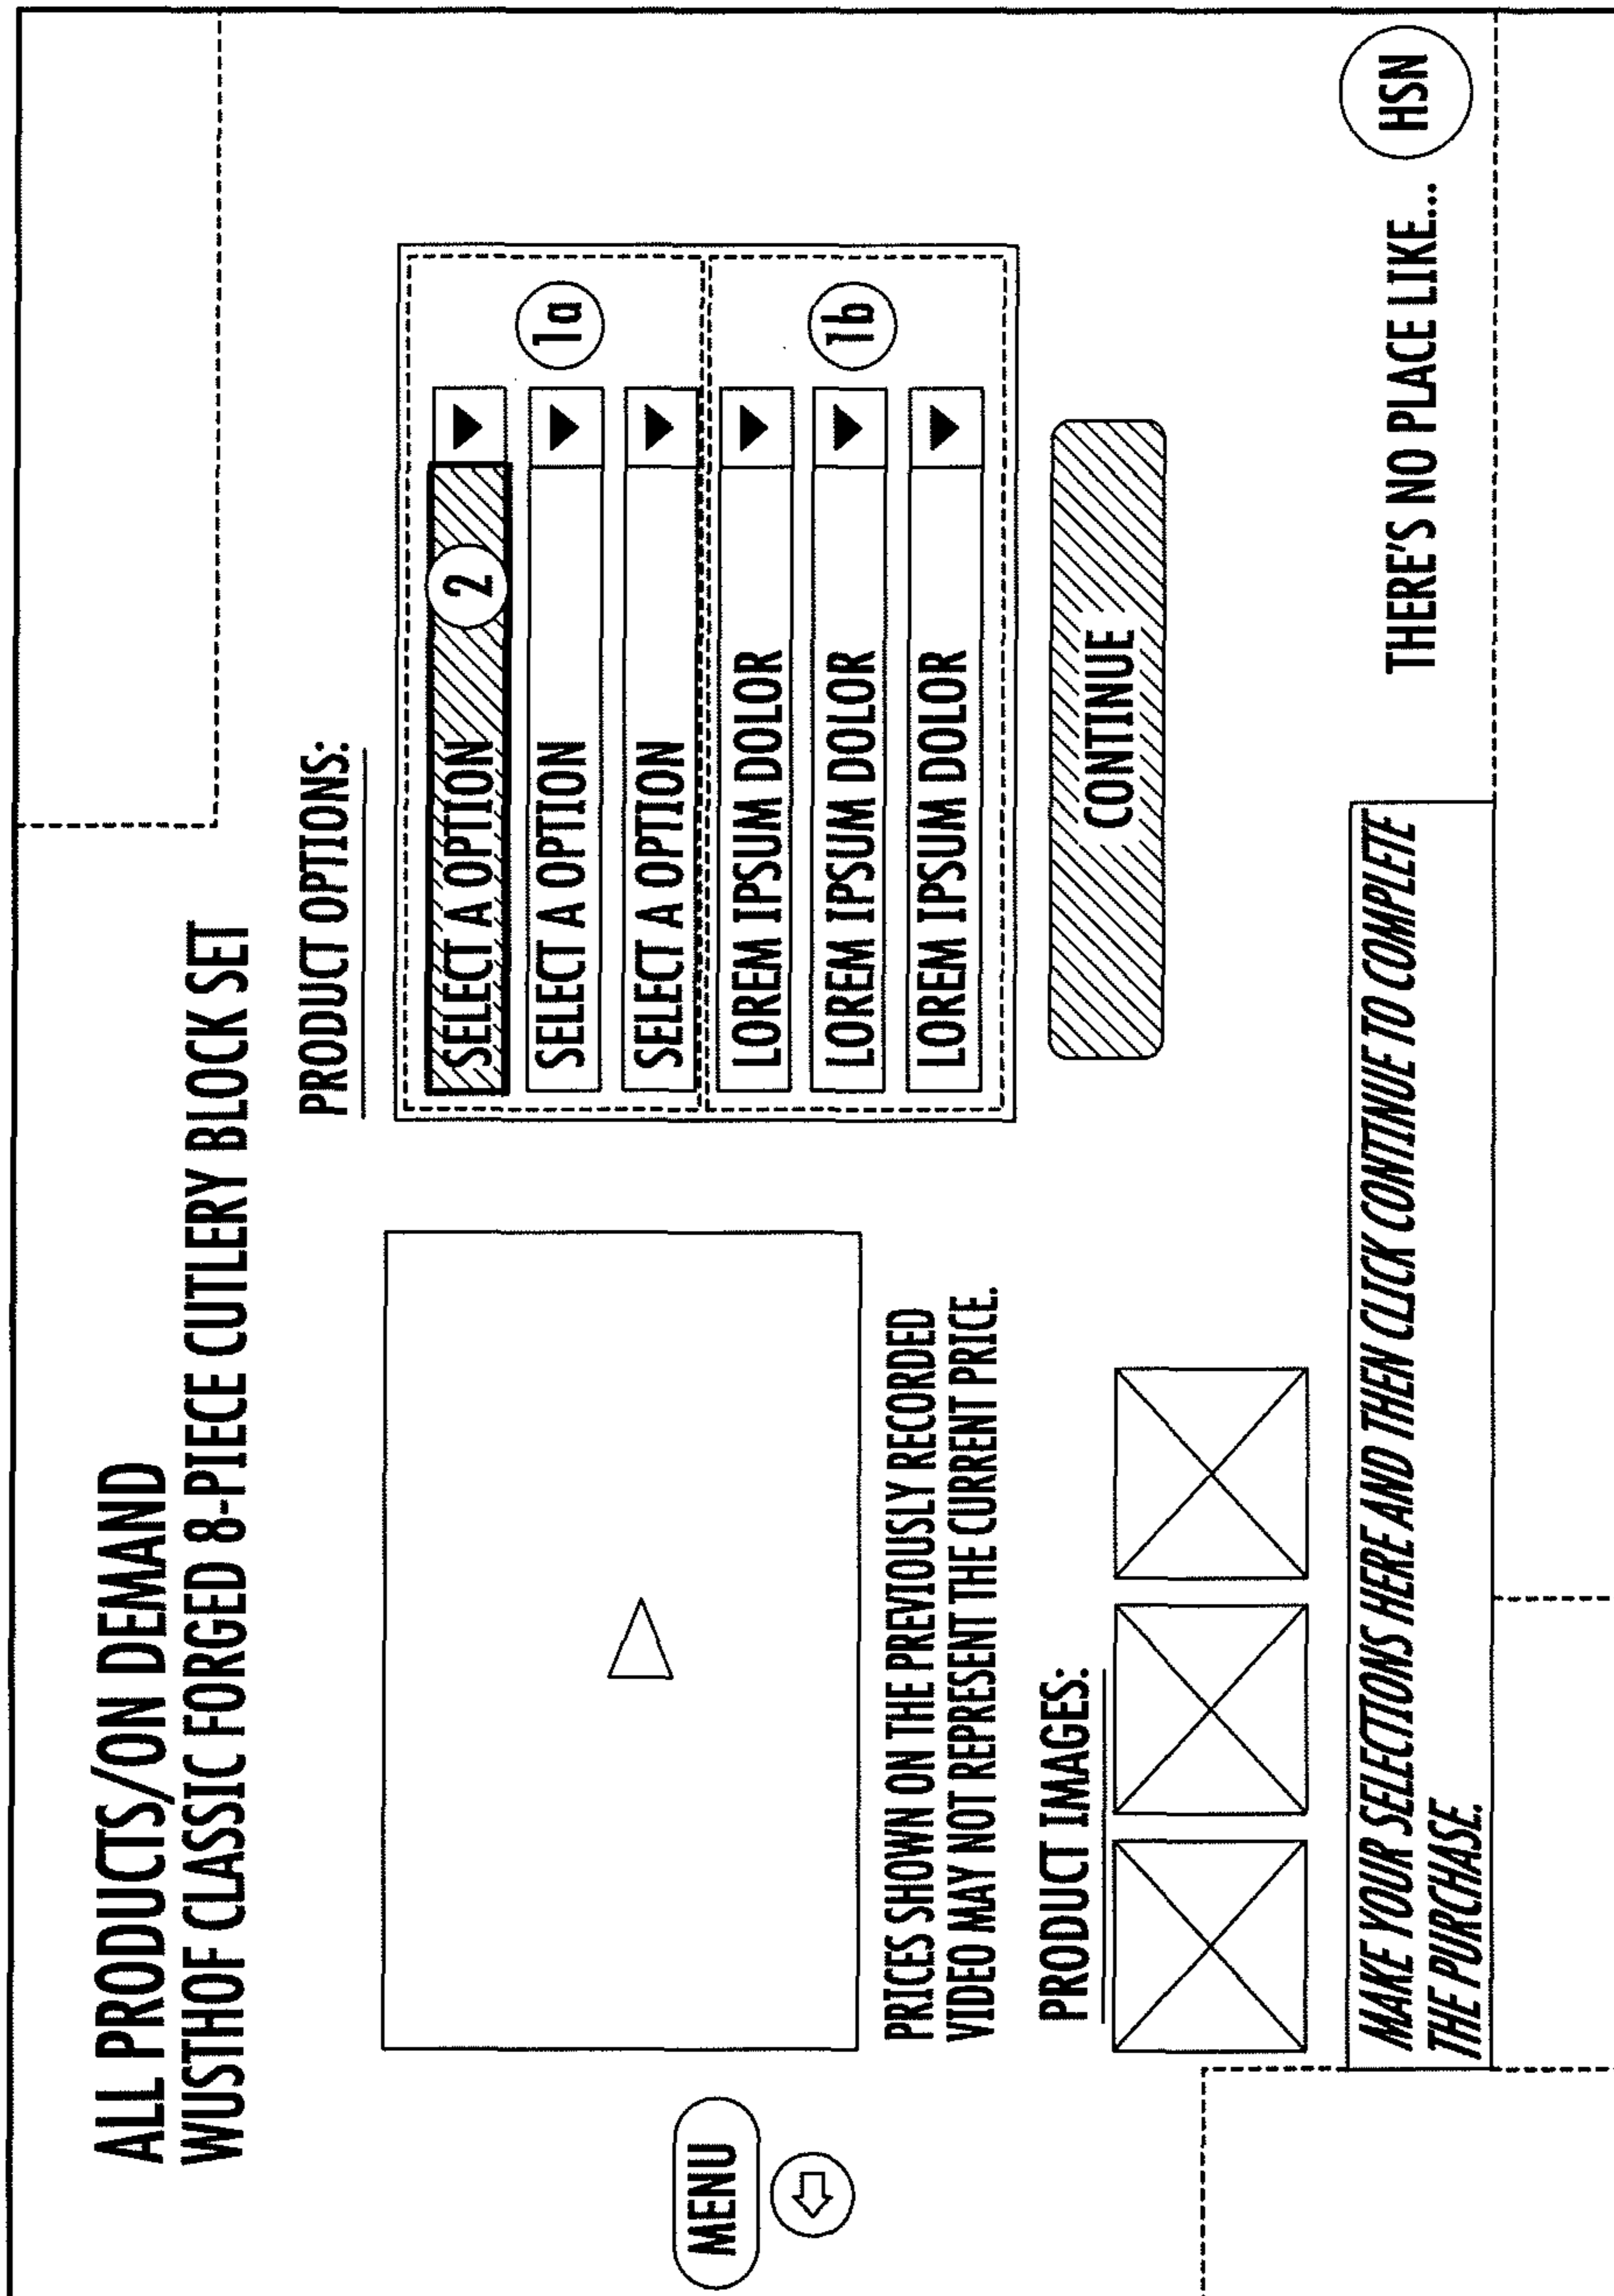 ALL PRODUCTS/ON DEMAND
WUSTHOF CLASSIC FORGED 8-PIECE CUTLERY BLOCK SET
MENU
PRICES SHOWN ON THE PREVIOUSLY RECORDED
VIDEO MAY NOT REPRESENT THE CURRENT PRICE.
PRODUCT IMAGES:
PRODUCT OPTIONS:
SELECT A OPTION 2
SELECT A OPTION 1a
SELECT A OPTION
LOREM IPSUM DOLOR
LOREM IPSUM DOLOR 1b
LOREM IPSUM DOLOR
CONTINUE
MAKE YOUR SELECTIONS HERE AND THEN CLICK CONTINUE TO COMPLETE
THE PURCHASE.
THERE'S NO PLACE LIKE... HSN